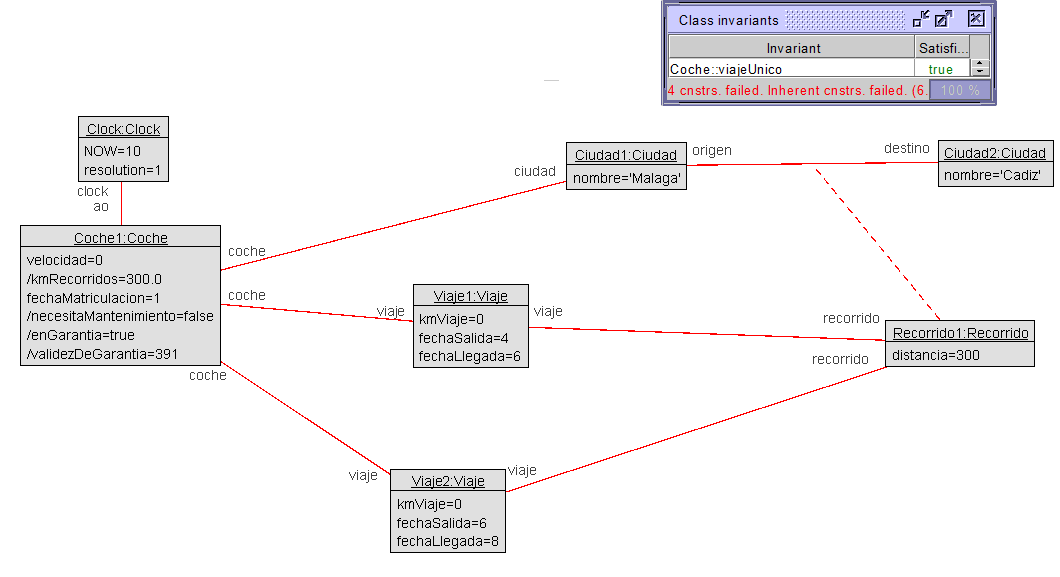 Class invariants
Invariant Satisfi...
Coche::viajeUnico true
4 cnstrs. failed. Inherent cnstrs. failed. (6. 100 %
Clock:Clock
NOW=10
resolution=1
clock
ao
Coche1:Coche
velocidad=0
/kmRecorridos=300.0
fechaMatriculacion=1
/necesitaMantenimiento=false
/enGarantia=true
/validezDeGarantia=391
coche
ciudad
Ciudad1:Ciudad
nombre='Malaga'
origen
destino
Ciudad2:Ciudad
nombre='Cadiz'
coche
viaje
Viaje1:Viaje
kmViaje=0
fechaSalida=4
fechaLlegada=6
viaje
recorrido
Recorrido1:Recorrido
distancia=300
recorrido
coche
viaje
Viaje2:Viaje
kmViaje=0
fechaSalida=6
fechaLlegada=8
viaje